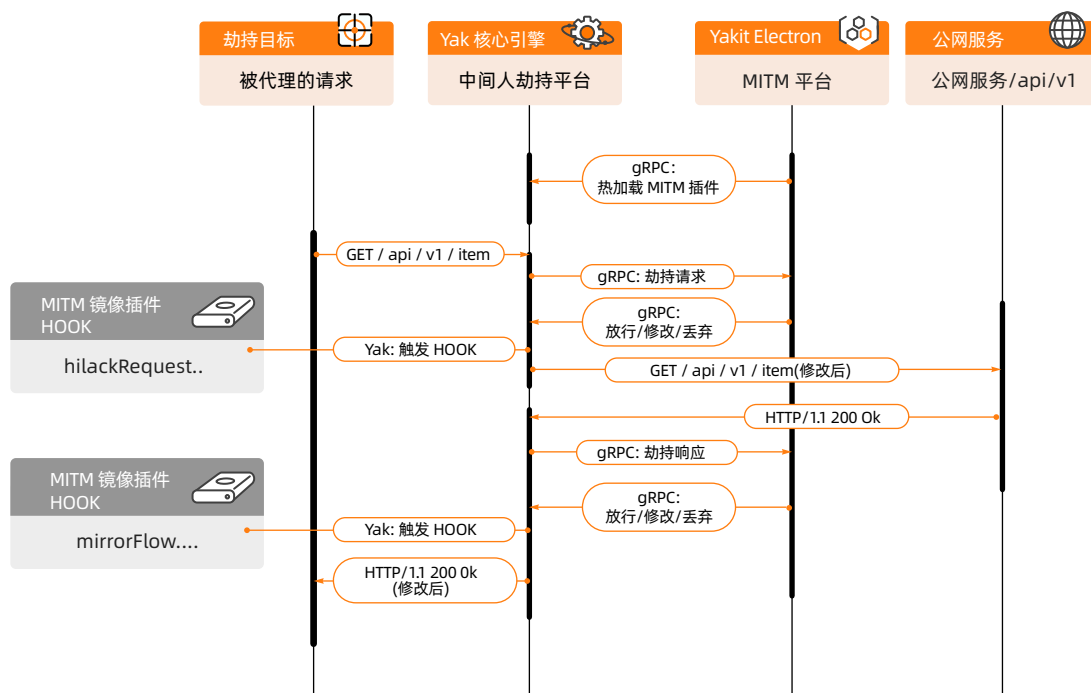 劫持目标
被代理的请求
Yak 核心引擎
中间人劫持平台
Yakit Electron
MITM 平台
公网服务
公网服务/api/v1
gRPC:
热加载 MITM 插件
GET / api / v1 / item
gRPC: 劫持请求
MITM 镜像插件
HOOK
hilackRequest..
gRPC:
放行/修改/丢弃
Yak: 触发 HOOK
GET / api / v1 / item(修改后)
HTTP/1.1 200 Ok
gRPC: 劫持响应
MITM 镜像插件
HOOK
mirrorFlow....
gRPC:
放行/修改/丢弃
Yak: 触发 HOOK
HTTP/1.1 200 0k
(修改后)